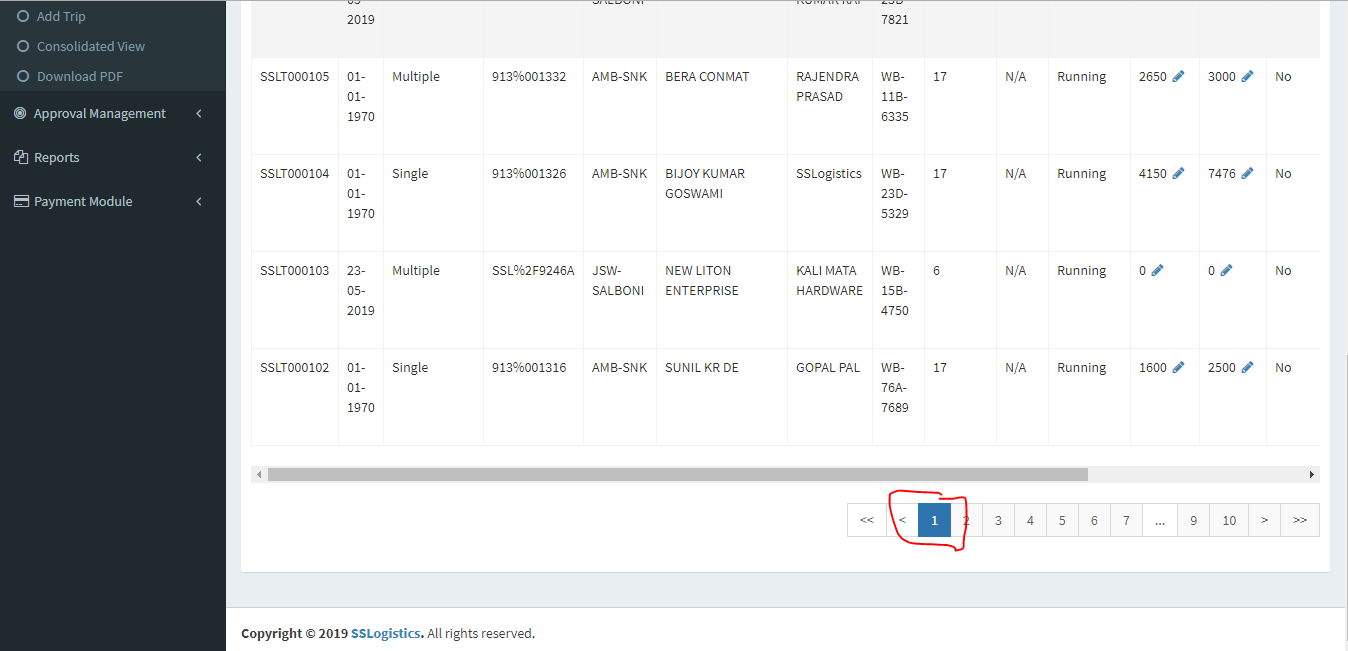 Add Trip
Consolidated View
Download PDF
Approval Management
Reports
Payment Module
2019 7821
SSLT000105 01- Multiple 913%001332 AMB-SNK BERA CONMAT RAJENDRA WB- 17 N/A Running 2650 3000 No
01- PRASAD 11B-
1970 6335
SSLT000104 01- Single 913%001326 AMB-SNK BIJOY KUMAR SSLogistics WB- 17 N/A Running 4150 7476 No
01- GOSWAMI 23D-
1970 5329
SSLT000103 23- Multiple SSL%2F9246A JSW- NEW LITON KALI MATA WB- 6 N/A Running 0 0 No
05- SALBONI ENTERPRISE HARDWARE 15B-
2019 4750
SSLT000102 01- Single 913%001316 AMB-SNK SUNIL KR DE GOPAL PAL WB- 17 N/A Running 1600 2500 No
01- 76A-
1970 7689
<< < 1 2 3 4 5 6 7 ... 9 10 > >>
Copyright © 2019 SSLogistics. All rights reserved.